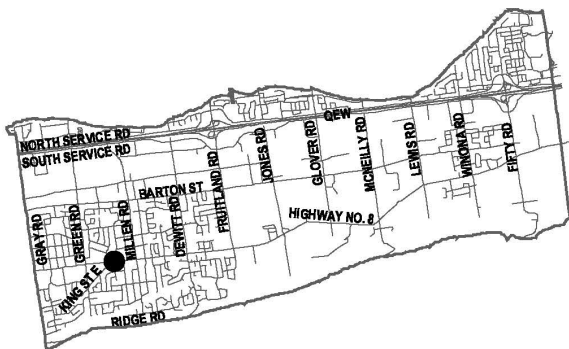 NORTH SERVICE RD
SOUTH SERVICE RD
QEW
BARTON ST
HIGHWAY NO. 8
GRAY RD
GREEN RD
MILLEN RD
DEWITT RD
FRUITLAND RD
JONES RD
GLOVER RD
MCNEILLY RD
LEWIS RD
WINONA RD
FIFTY RD
KING ST E
RIDGE RD